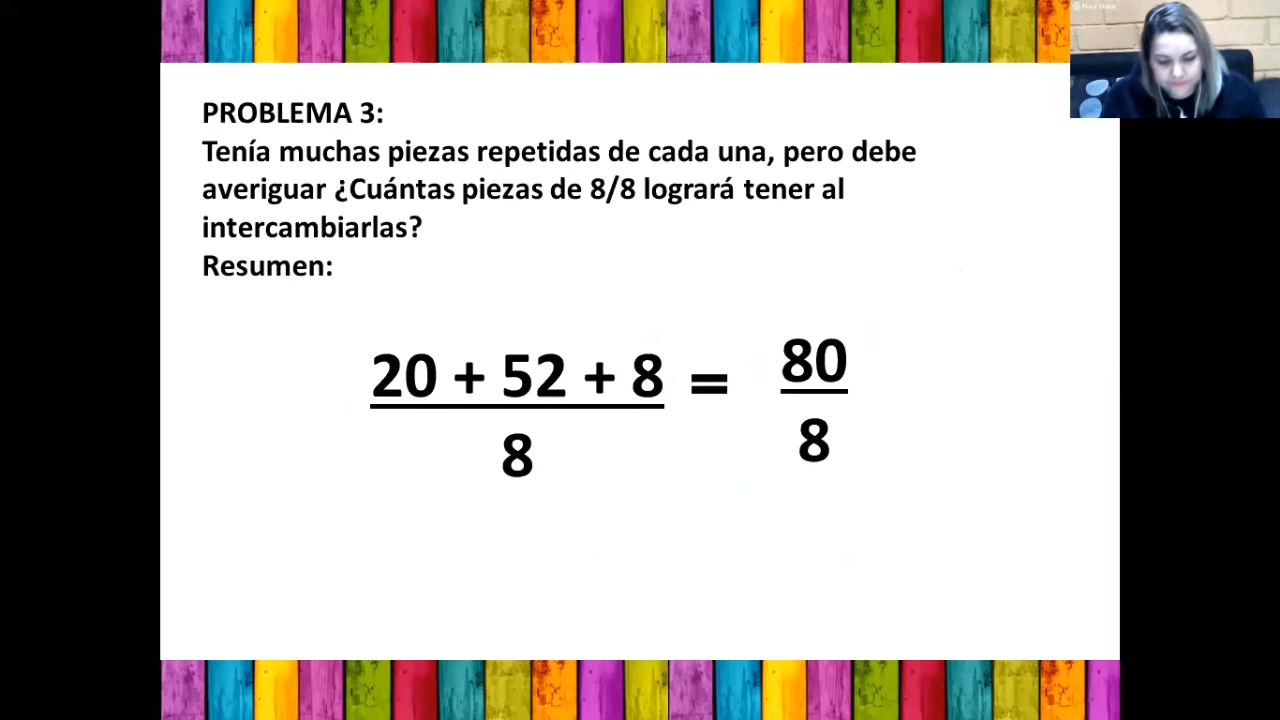 PROBLEMA 3:
Tenía muchas piezas repetidas de cada una, pero debe
averiguar ¿Cuántas piezas de 8/8 logrará tener al
intercambiarlas?
Resumen:
20 + 52 + 8 = 80
8 8